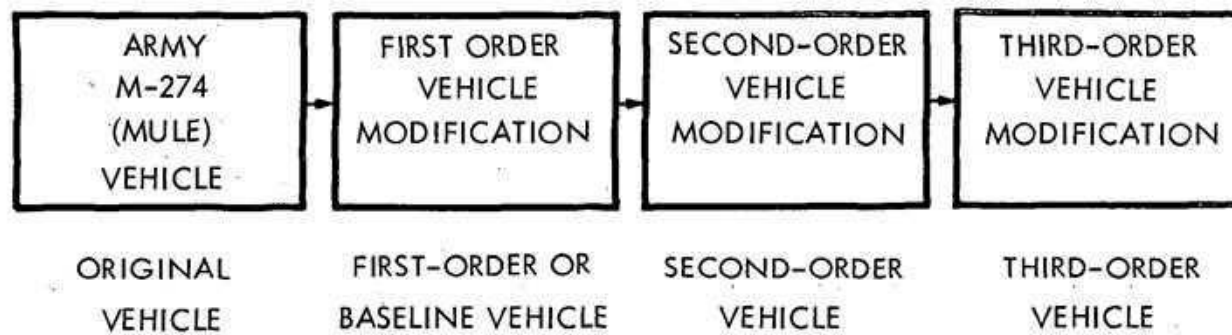 ARMY
M-274
(MULE)
VEHICLE
FIRST ORDER
VEHICLE
MODIFICATION
SECOND-ORDER
VEHICLE
MODIFICATION
THIRD-ORDER
VEHICLE
MODIFICATION
ORIGINAL
VEHICLE
FIRST-ORDER OR
BASELINE VEHICLE
SECOND-ORDER
VEHICLE
THIRD-ORDER
VEHICLE